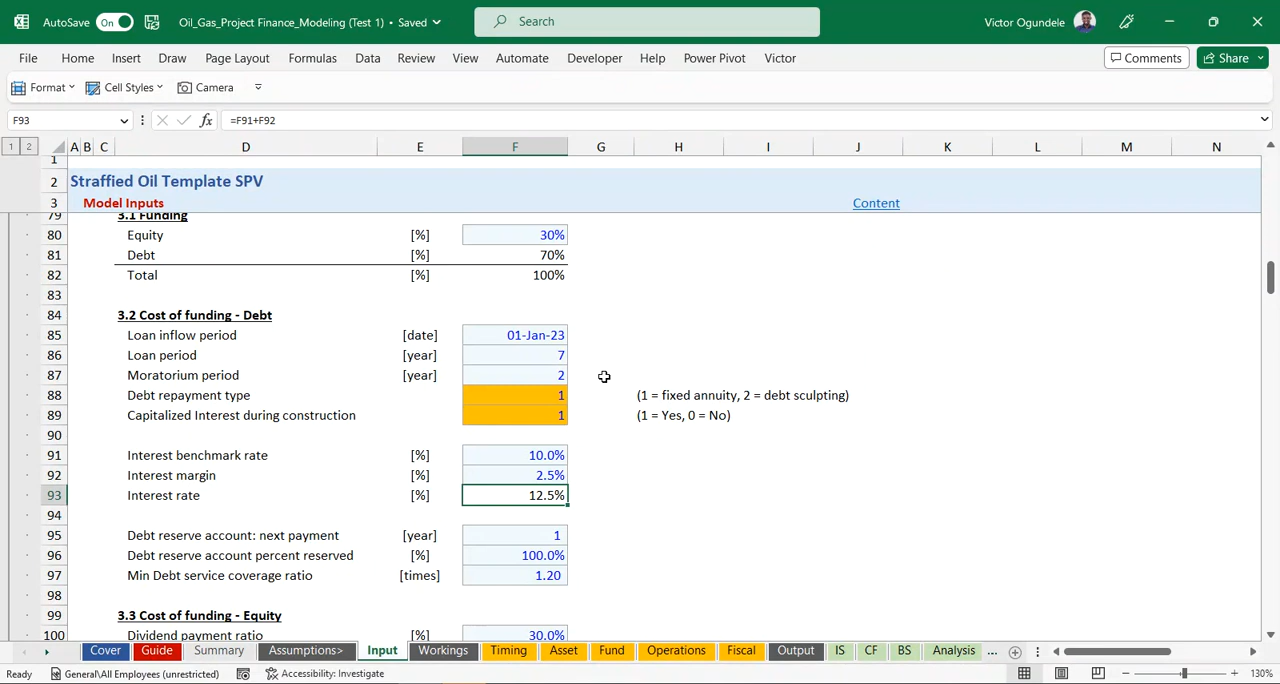 AutoSave On Oil_Gas_Project Finance_Modeling (Test 1) • Saved Search Victor Ogundele
File Home Insert Draw Page Layout Formulas Data Review View Autotate Developer Help Power Pivot Victor Comments Share
Format Cell Styles Camera
F93 fx =F91+F92
1 2 A B C D E F G H I J K L M N
1
2 Straffied Oil Template SPV
3 Model Inputs Content
79 3.1 Funding
80 Equity [%] 30%
81 Debt [%] 70%
82 Total [%] 100%
83
84 3.2 Cost of funding - Debt
85 Loan inflow period [date] 01-Jan-23
86 Loan period [year] 7
87 Moratorium period [year] 2
88 Debt repayment type 1 (1 = fixed annuity, 2 = debt sculpting)
89 Capitalized Interest during construction 1 (1 = Yes, 0 = No)
90
91 Interest benchmark rate [%] 10.0%
92 Interest margin [%] 2.5%
93 Interest rate [%] 12.5%
94
95 Debt reserve account: next payment [year] 1
96 Debt reserve account percent reserved [%] 100.0%
97 Min Debt service coverage ratio [times] 1.20
98
99 3.3 Cost of funding - Equity
100 Dividend payment ratio [%] 30.0%
Cover Guide Summary Assumptions> Input Workings Timing Asset Fund Operations Fiscal Output IS CF BS Analysis ...
Ready General\All Employees (unrestricted) Accessibility: Investigate 130%